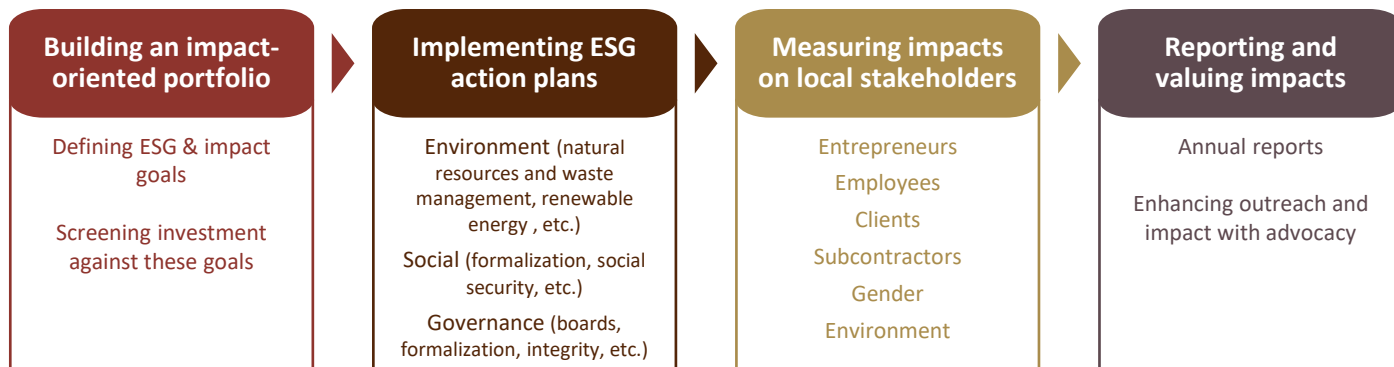 Building an impact-
oriented portfolio
Defining ESG & impact
goals
Screening investment
against these goals
Implementing ESG
action plans
Environment (natural
resources and waste
management, renewable
energy , etc.)
Social (formalization, social
security, etc.)
Governance (boards,
formalization, integrity, etc.)
Measuring impacts
on local stakeholders
Entrepreneurs
Employees
Clients
Subcontractors
Gender
Environment
Reporting and
valuing impacts
Annual reports
Enhancing outreach and
impact with advocacy